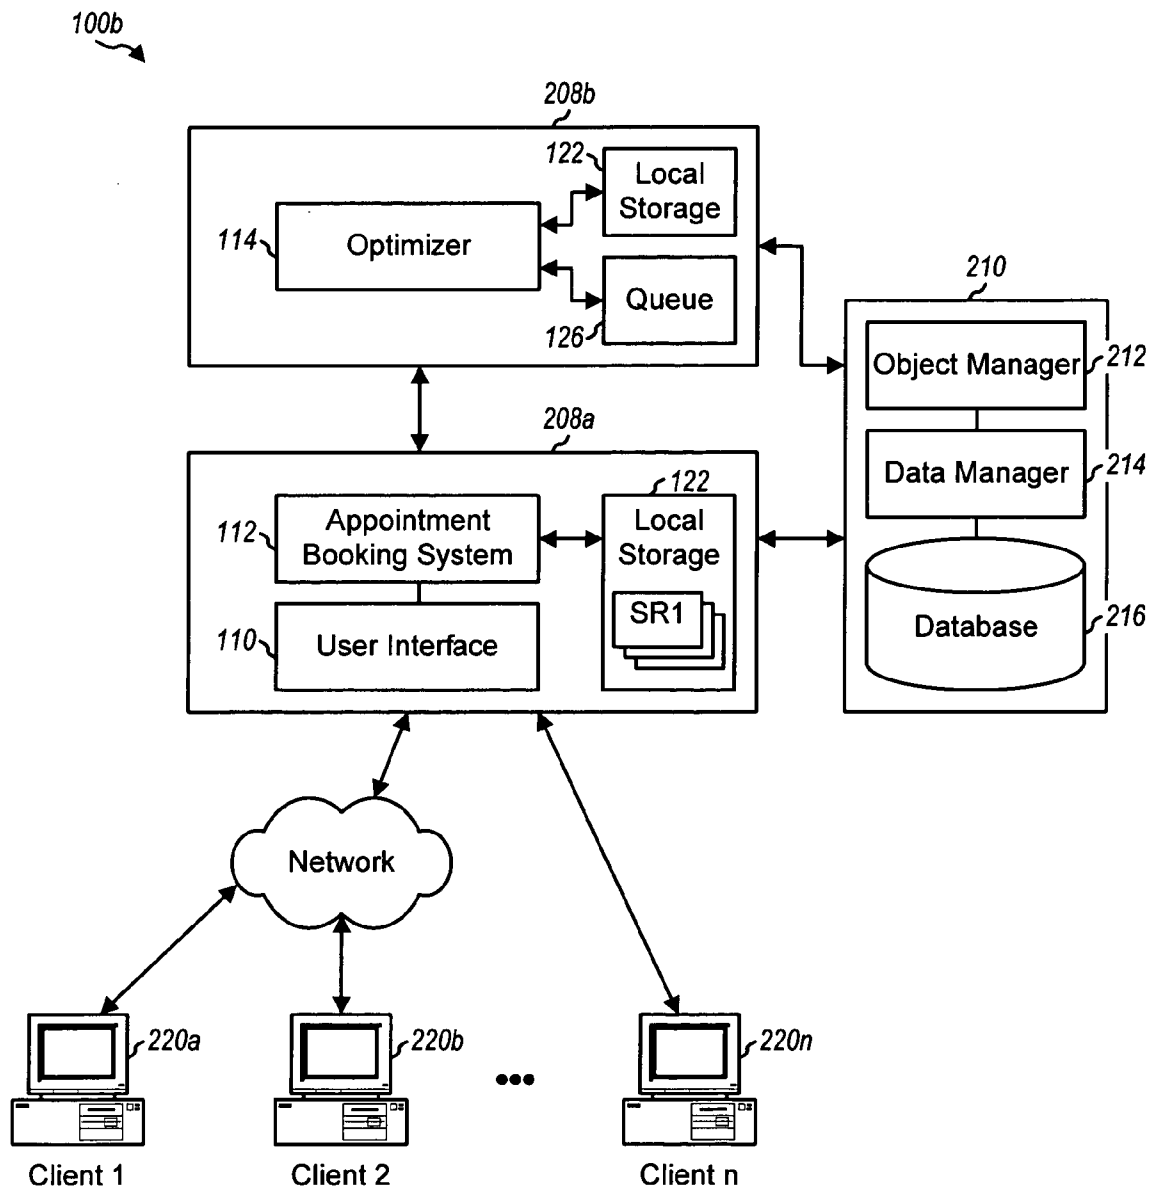 100b
208b
122
Local
Storage
114
Optimizer
Queue
126
210
Object Manager
212
Data Manager
214
Database
216
208a
122
112
Appointment
Booking System
Local
Storage
SR1
110
User Interface
Network
220a
220b
220n
Client 1
Client 2
Client n